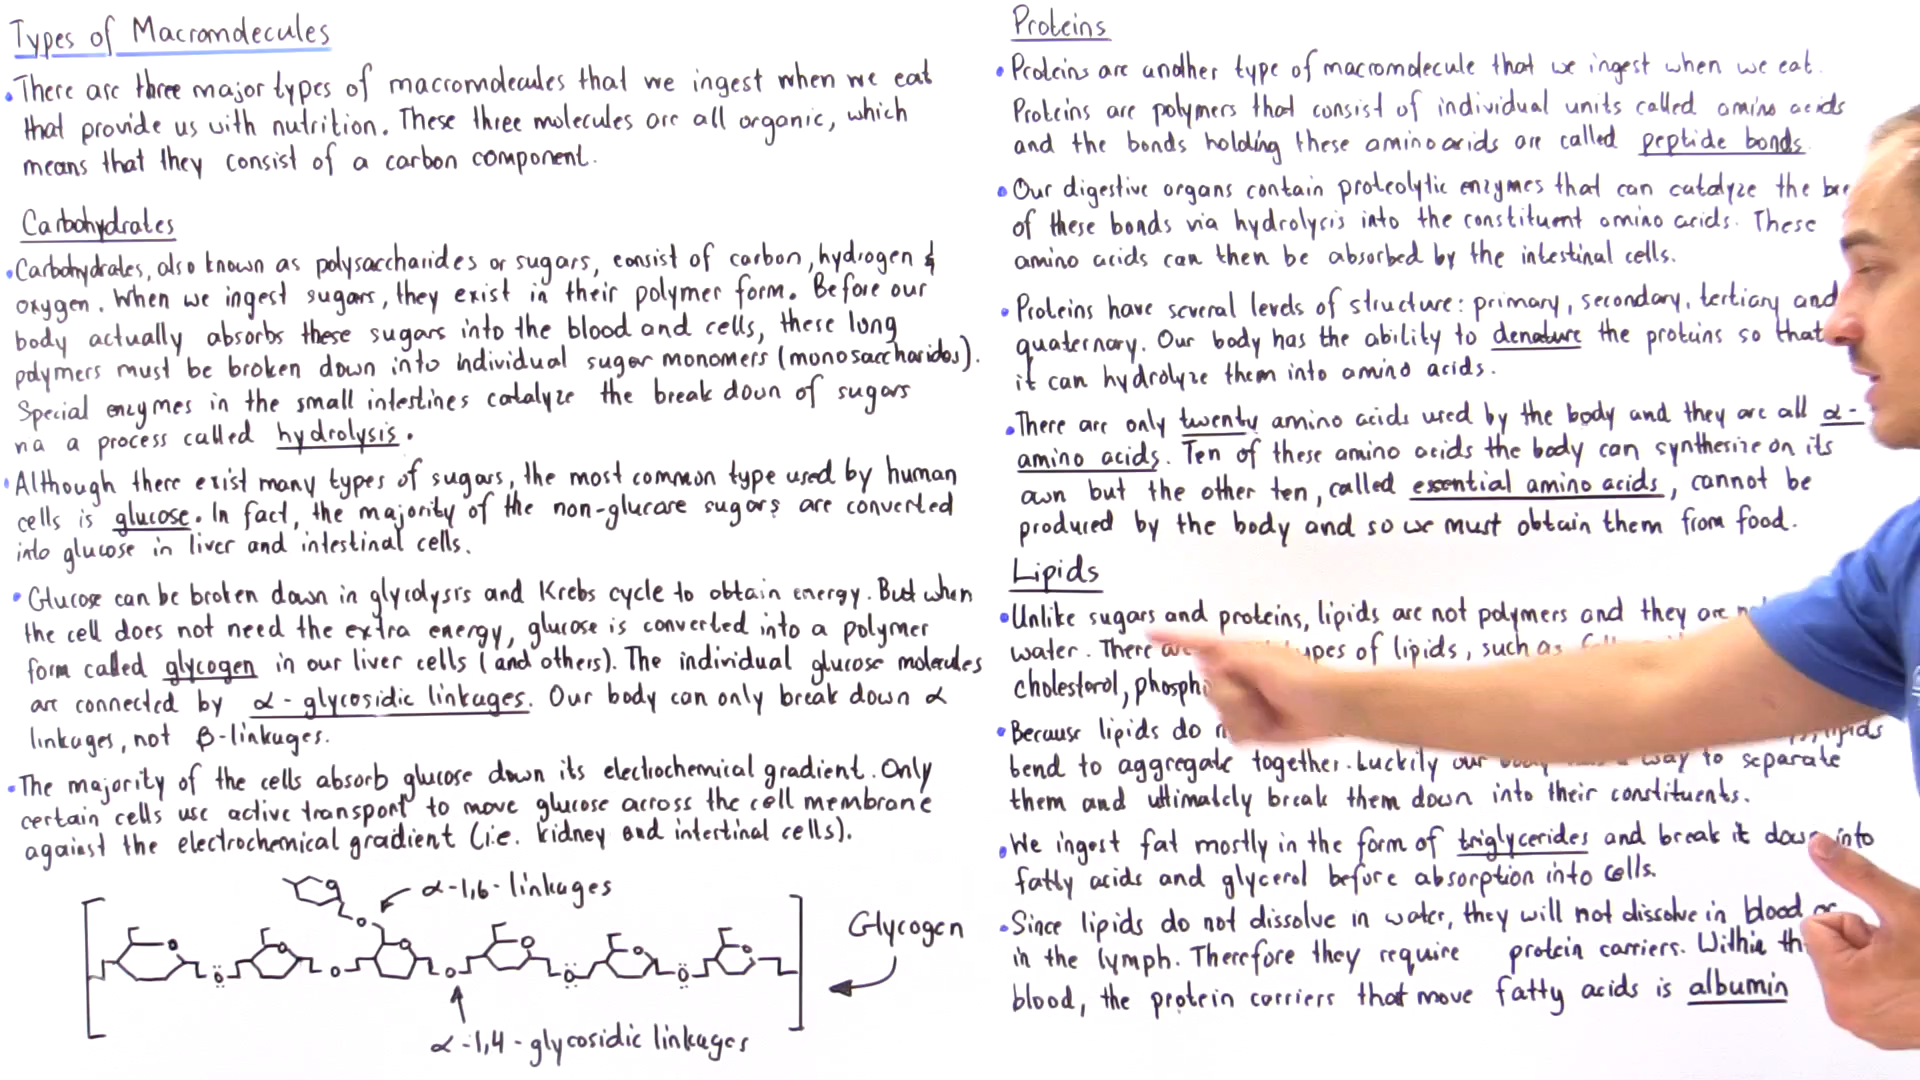 Types of Macromolecules
• There are three major types of macromolecules that we ingest when we eat
that provide us with nutrition. These three molecules are all organic, which
means that they consist of a carbon component.
Carbohydrates
• Carbohydrates, also known as polysaccharides or sugars, consist of carbon, hydrogen &
oxygen. When we ingest sugars, they exist in their polymer form. Before our
body actually absorbs these sugars into the blood and cells, these long
polymers must be broken down into individual sugar monomers (monosaccharides).
Special enzymes in the small intestines catalyze the break down of sugars
via a process called hydrolysis.
• Although there exist many types of sugars, the most common type used by human
cells is glucose. In fact, the majority of the non-glucose sugars are converted
into glucose in liver and intestinal cells.
• Glucose can be broken down in glycolysis and Krebs cycle to obtain energy. But when
the cell does not need the extra energy, glucose is converted into a polymer
form called glycogen in our liver cells (and others). The individual glucose molecules
are connected by α-glycosidic linkages. Our body can only break down α
linkages, not β-linkages.
• The majority of the cells absorb glucose down its electrochemical gradient. Only
certain cells use active transport to move glucose across the cell membrane
against the electrochemical gradient (i.e. kidney and intestinal cells).
α-1,6-linkages
Glycogen
α-1,4-glycosidic linkages
Proteins
• Proteins are another type of macromolecule that we ingest when we eat.
Proteins are polymers that consist of individual units called amino acids
and the bonds holding these amino acids are called peptide bonds.
• Our digestive organs contain proteolytic enzymes that can catalyze the
of these bonds via hydrolysis into the constituent amino acids. These
amino acids can then be absorbed by the intestinal cells.
• Proteins have several levels of structure: primary, secondary, tertiary and
quaternary. Our body has the ability to denature the proteins so that
it can hydrolyze them into amino acids.
• There are only twenty amino acids used by the body and they are all α-
amino acids. Ten of these amino acids the body can synthesize on its
own but the other ten, called essential amino acids, cannot be
produced by the body and so we must obtain them from food.
Lipids
• Unlike sugars and proteins, lipids are not polymers and they are
water. There types of lipids, such as
cholesterol,
• Because lipids do lipids
tend to aggregate together. Luckily our way to separate
them and ultimately break them down into their constituents.
• We ingest fat mostly in the form of triglycerides and break it down into
fatty acids and glycerol before absorption into cells.
• Since lipids do not dissolve in water, they will not dissolve in blood or
in the lymph. Therefore they require protein carriers. Within
blood, the protein carriers that move fatty acids is albumin